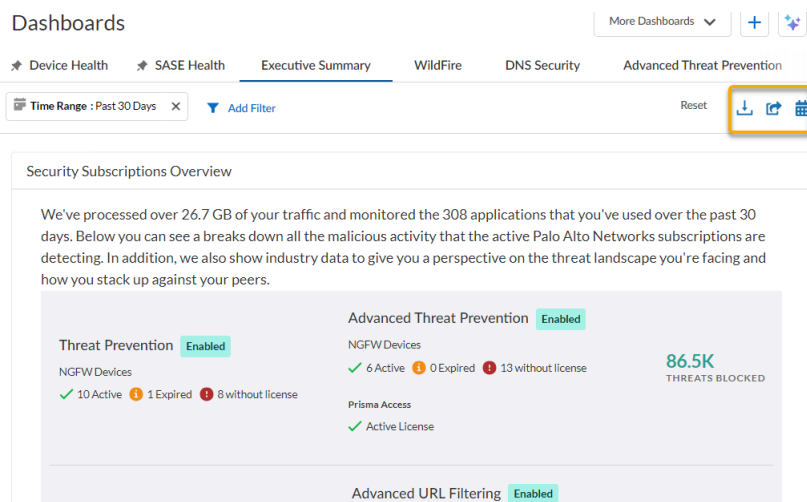 Dashboards
More Dashboards
Device Health
SASE Health
Executive Summary
WildFire
DNS Security
Advanced Threat Prevention
Time Range : Past 30 Days
Add Filter
Reset
Security Subscriptions Overview
We've processed over 26.7 GB of your traffic and monitored the 308 applications that you've used over the past 30
days. Below you can see a breaks down all the malicious activity that the active Palo Alto Networks subscriptions are
detecting. In addition, we also show industry data to give you a perspective on the threat landscape you're facing and
how you stack up against your peers.
Threat Prevention Enabled
NGFW Devices
10 Active 1 Expired 8 without license
Advanced Threat Prevention Enabled
NGFW Devices
6 Active 0 Expired 13 without license
Prisma Access
Active License
86.5K
THREATS BLOCKED
Advanced URL Filtering Enabled